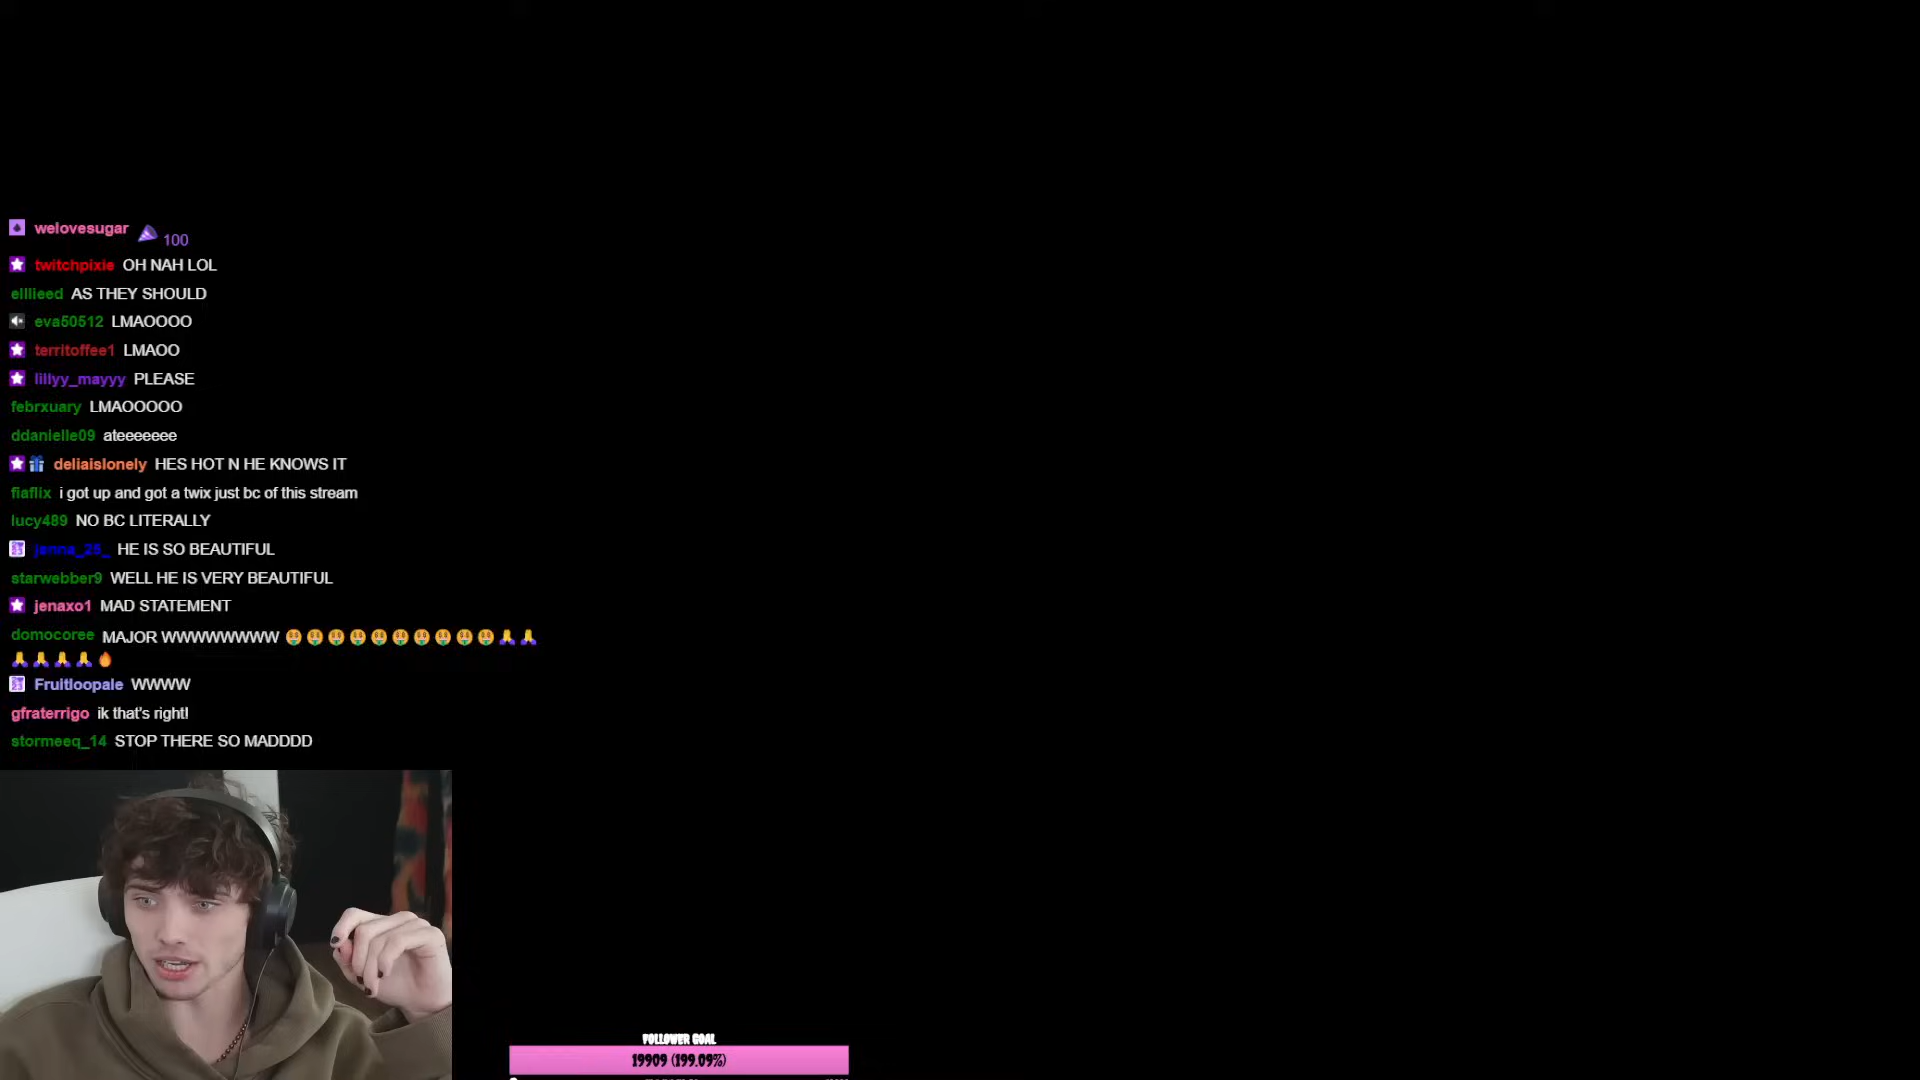 welovesugar 100
twitchpixie OH NAH LOL
elllieed AS THEY SHOULD
eva50512 LMAOOOO
territoffee1 LMAOO
lillyy_mayyy PLEASE
febrxuary LMAOOOOO
ddanielle09 ateeeeeee
deliaislonely HES HOT N HE KNOWS IT
fiaflix i got up and got a twix just bc of this stream
lucy489 NO BC LITERALLY
jenna_25_ HE IS SO BEAUTIFUL
starwebber9 WELL HE IS VERY BEAUTIFUL
jenaxo1 MAD STATEMENT
domocoree MAJOR WWWWWWWW 🤑🤑🤑🤑🤑🤑🤑🤑🤑🤑🙏🙏
🙏🙏🙏🙏🔥
Fruitloopale WWWW
gfraterrigo ik that's right!
stormeeq_14 STOP THERE SO MADDDD
FOLLOWER GOAL
19909 (199.09%)